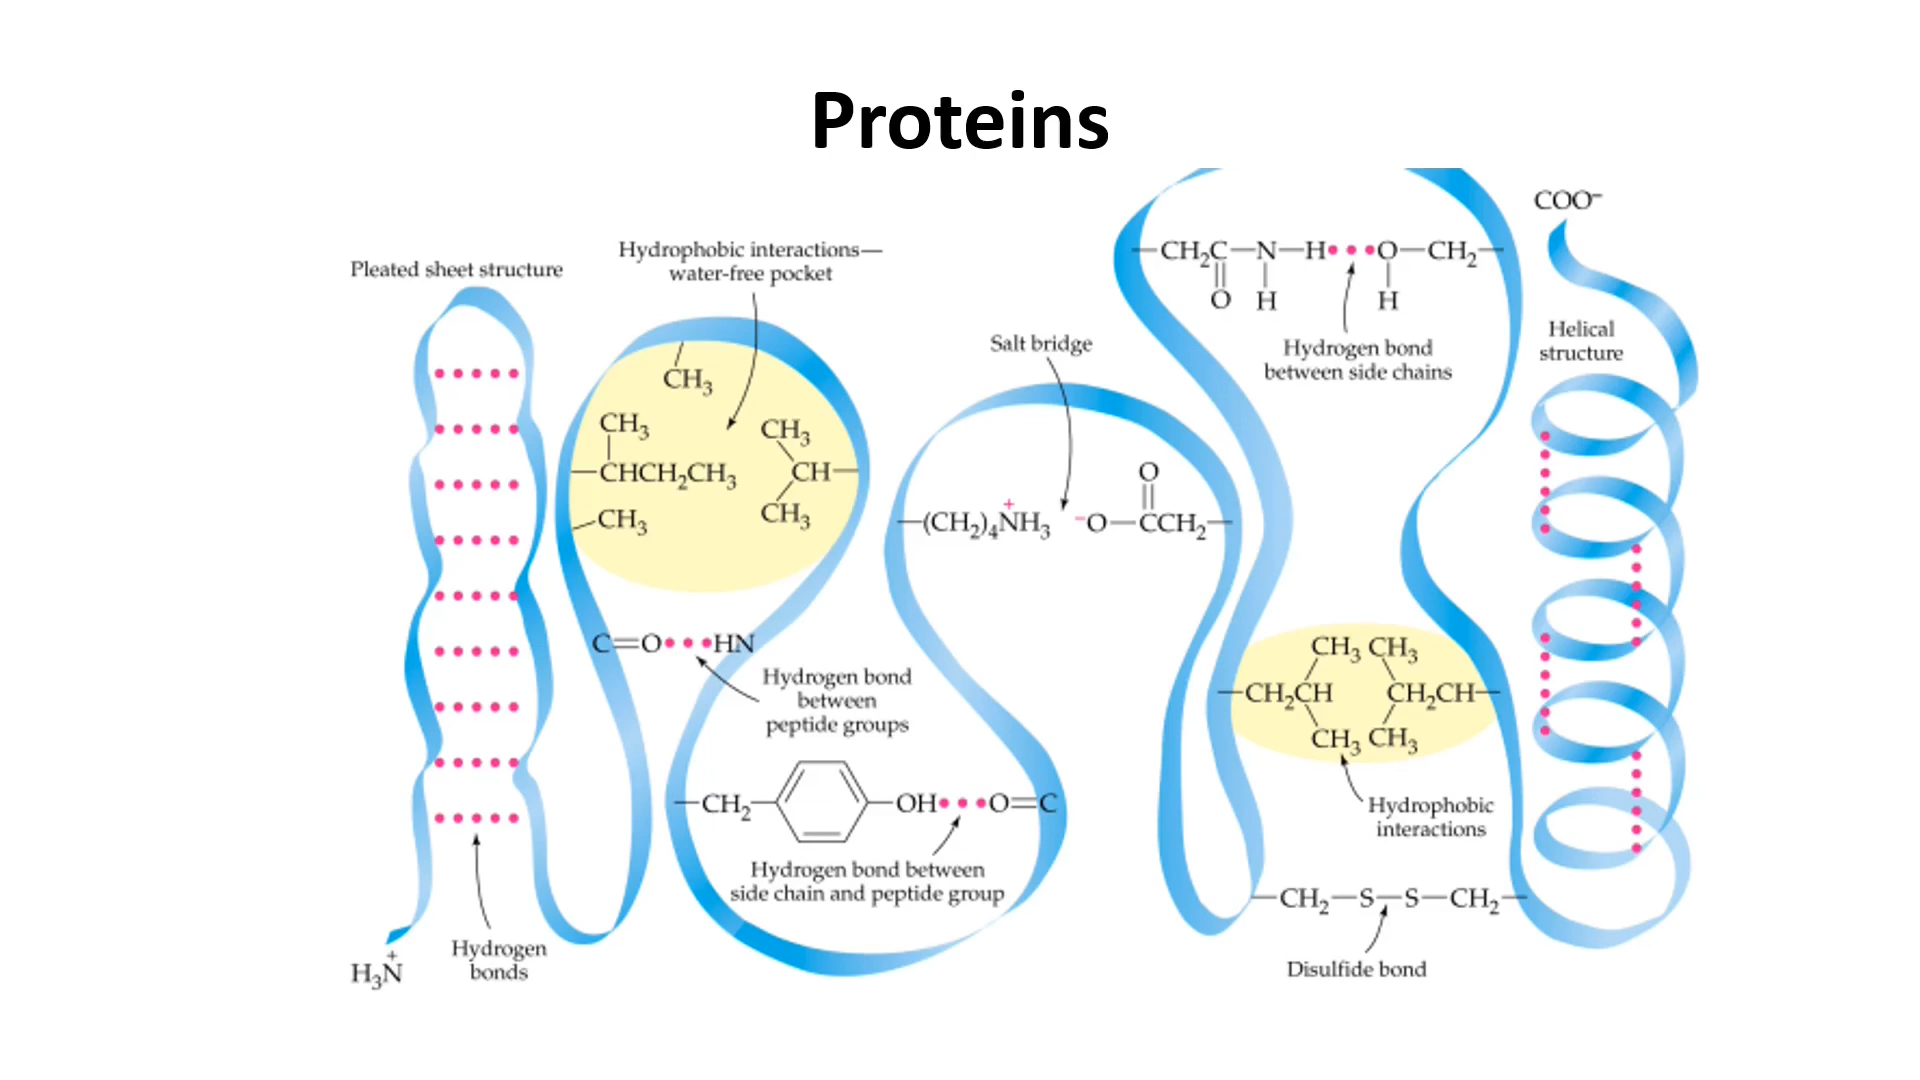 Proteins
Pleated sheet structure
Hydrophobic interactions—
water-free pocket
CH₃
CH₃
CHCH₂CH₃
CH₃
CH₃
CH
CH₃
C=O•••HN
Hydrogen bond
between
peptide groups
—CH₂— —OH•••O=C
Hydrogen bond between
side chain and peptide group
Hydrogen
bonds
H₃N⁺
Salt bridge
—(CH₂)₄N⁺H₃ ⁻O—CCH₂—
O
—CH₂C—N—H•••O—CH₂—
O H H
Hydrogen bond
between side chains
COO⁻
Helical
structure
CH₃ CH₃
—CH₂CH CH₂CH—
CH₃ CH₃
Hydrophobic
interactions
—CH₂—S—S—CH₂—
Disulfide bond